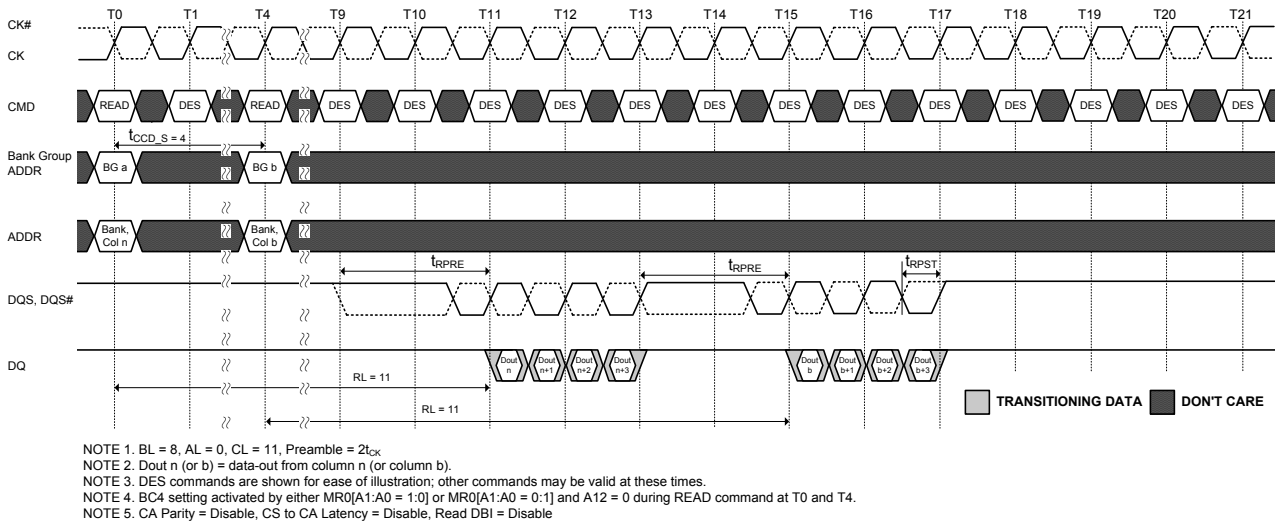 T0 T1 T4 T9 T10 T11 T12 T13 T14 T15 T16 T17 T18 T19 T20 T21
CK#
CK
CMD READ DES READ DES DES DES DES DES DES DES DES DES DES DES DES DES
tCCD_S = 4
Bank Group
ADDR
BG a BG b
ADDR
Bank, Col n
Bank, Col b
tRPRE tRPRE tRPST
DQS, DQS#
DQ
Dout n
Dout n+1
Dout n+2
Dout n+3
Dout b
Dout b+1
Dout b+2
Dout b+3
RL = 11
RL = 11
TRANSITIONING DATA DON'T CARE
NOTE 1. BL = 8, AL = 0, CL = 11, Preamble = 2tCK
NOTE 2. Dout n (or b) = data-out from column n (or column b).
NOTE 3. DES commands are shown for ease of illustration; other commands may be valid at these times.
NOTE 4. BC4 setting activated by either MR0[A1:A0 = 1:0] or MR0[A1:A0 = 0:1] and A12 = 0 during READ command at T0 and T4.
NOTE 5. CA Parity = Disable, CS to CA Latency = Disable, Read DBI = Disable